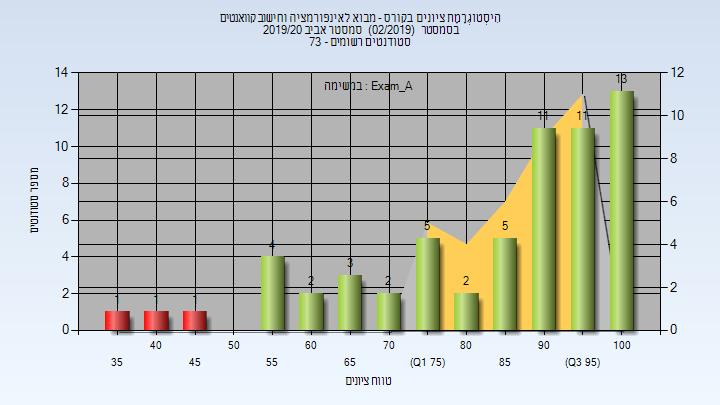 היסטוגרמת ציונים בקורס - מבוא לאינפורמציה וחישוב קוואנטים
בסמסטר (02/2019) סמסטר אביב 2019/20
סטודנטים רשומים - 73
במשימה : Exam_A
14 12
12 10
10 8
8 6
6 4
4 2
2 0
0
1 1 1 4 2 3 2 5 2 5 11 11 13
מספר סטודנטים
40 50 60 70 80 90 100
35 45 55 65 (Q1 75) 85 (Q3 95)
טווח ציונים